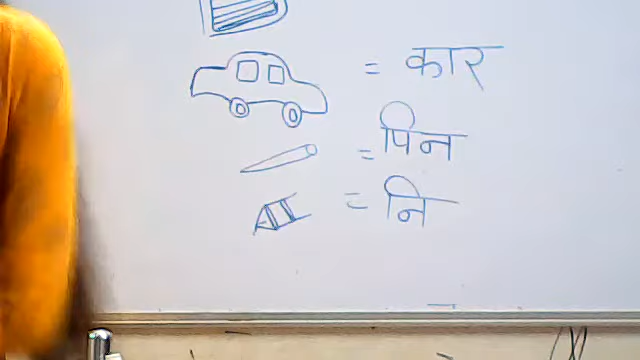 = कार
= पिन
= नि